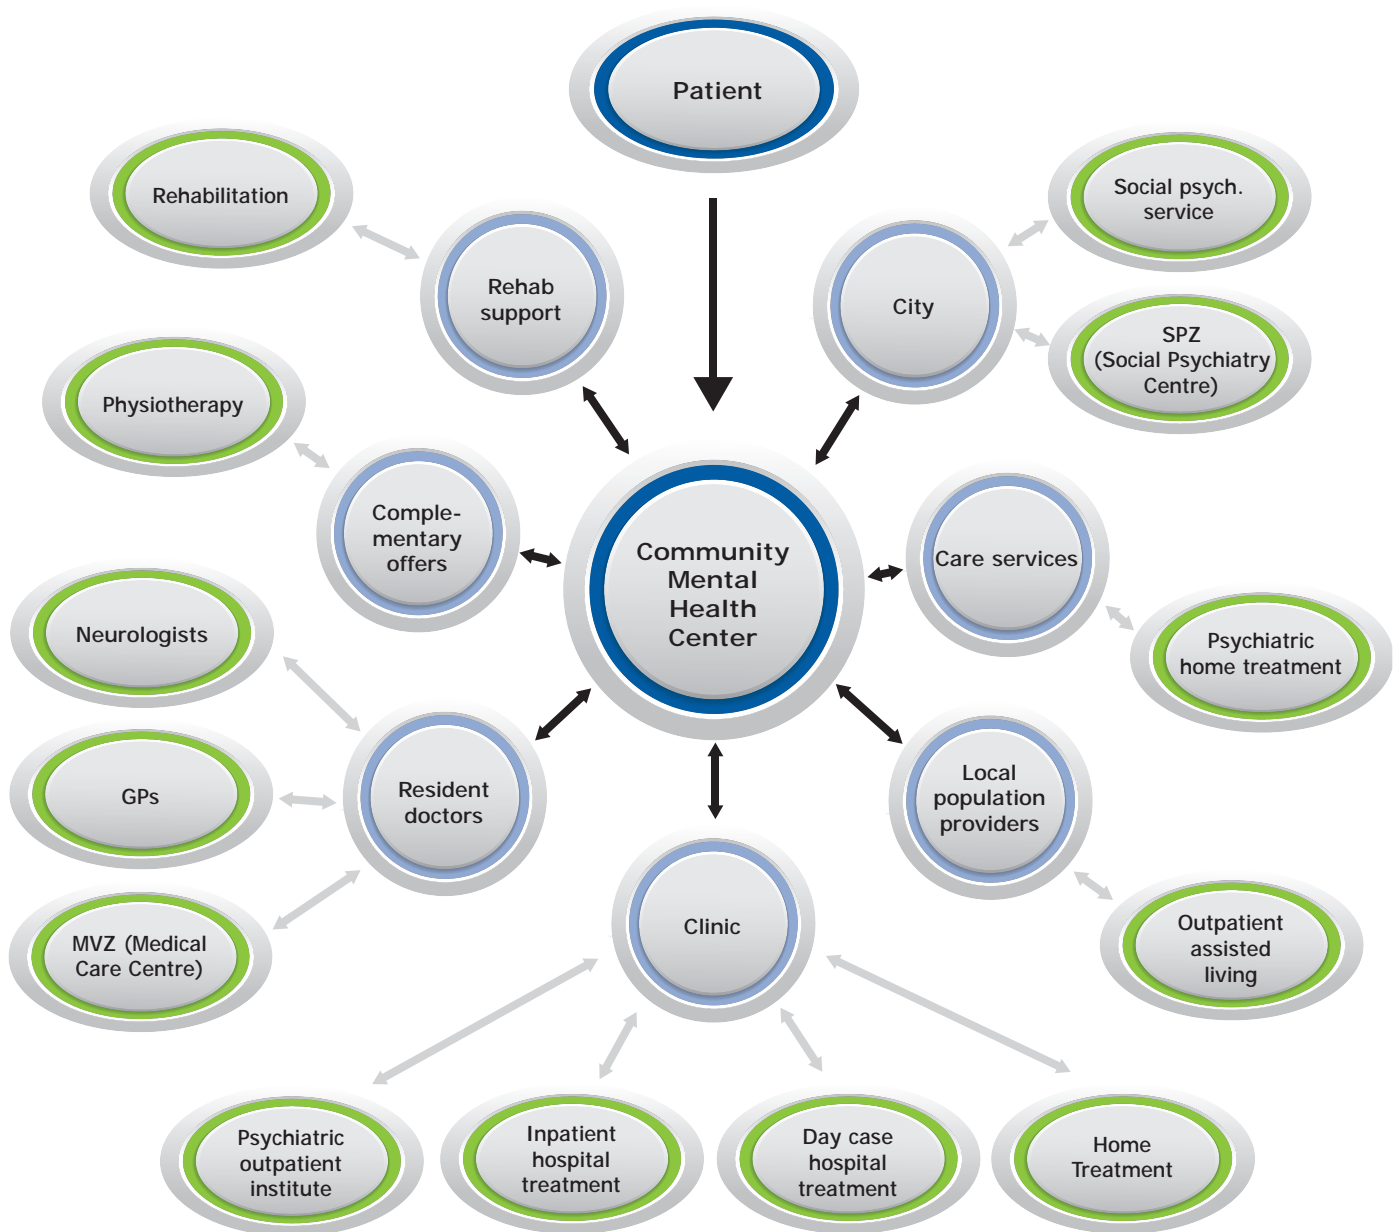 Patient
Rehabilitation
Social psych.
service
Rehab
support
City
SPZ
(Social Psychiatry
Centre)
Physiotherapy
Comple-
mentary
offers
Community
Mental
Health
Center
Care services
Neurologists
Psychiatric
home treatment
GPs
Resident
doctors
Local
population
providers
MVZ (Medical
Care Centre)
Clinic
Outpatient
assisted
living
Psychiatric
outpatient
institute
Inpatient
hospital
treatment
Day case
hospital
treatment
Home
Treatment